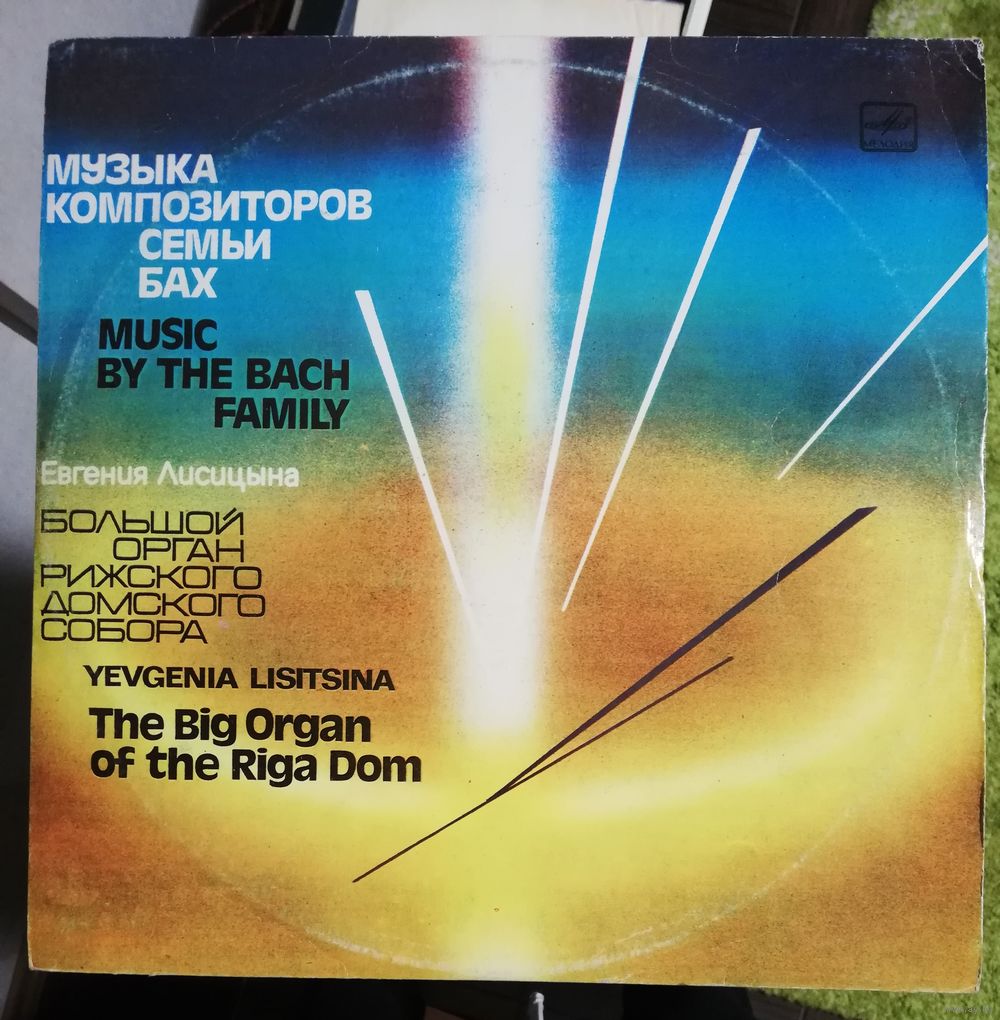 МЕЛОДИЯ
МУЗЫКА
КОМПОЗИТОРОВ
СЕМЬИ
БАХ
MUSIC
BY THE BACH
FAMILY
Евгения Лисицына
БОЛЬШОЙ
ОРГАН
РИЖСКОГО
ДОМСКОГО
СОБОРА
YEVGENIA LISITSINA
The Big Organ
of the Riga Dom